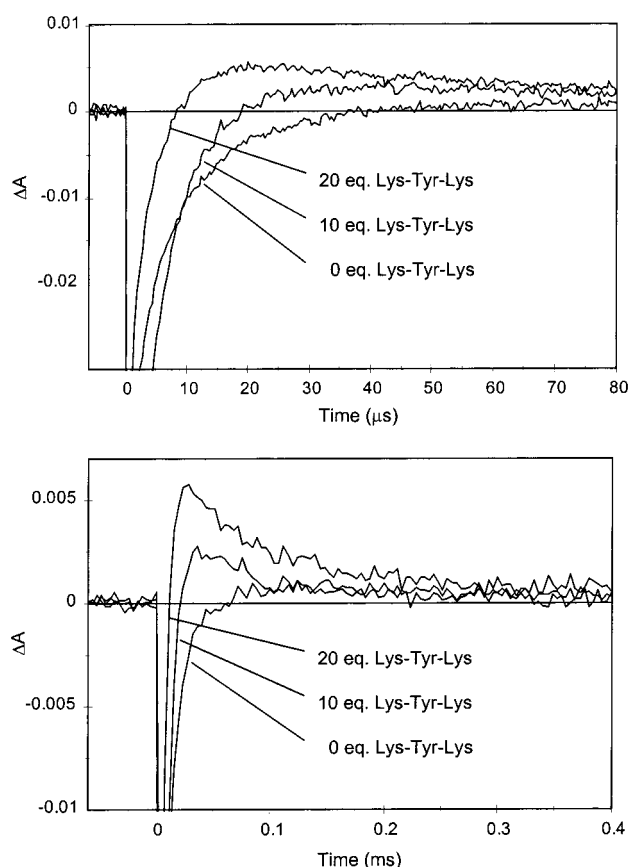 0.01
0
-0.01
-0.02
ΔA
20 eq. Lys-Tyr-Lys
10 eq. Lys-Tyr-Lys
0 eq. Lys-Tyr-Lys
0 10 20 30 40 50 60 70 80
Time (μs)
0.005
0
-0.005
-0.01
ΔA
20 eq. Lys-Tyr-Lys
10 eq. Lys-Tyr-Lys
0 eq. Lys-Tyr-Lys
0 0.1 0.2 0.3 0.4
Time (ms)